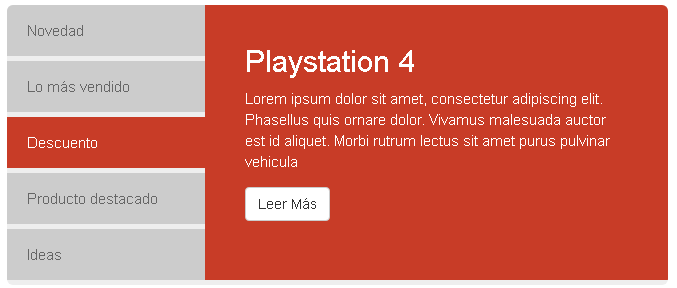 Novedad
Lo más vendido
Descuento
Producto destacado
Ideas
Playstation 4
Lorem ipsum dolor sit amet, consectetur adipiscing elit.
Phasellus quis ornare dolor. Vivamus malesuada auctor
est id aliquet. Morbi rutrum lectus sit amet purus pulvinar
vehicula
Leer Más